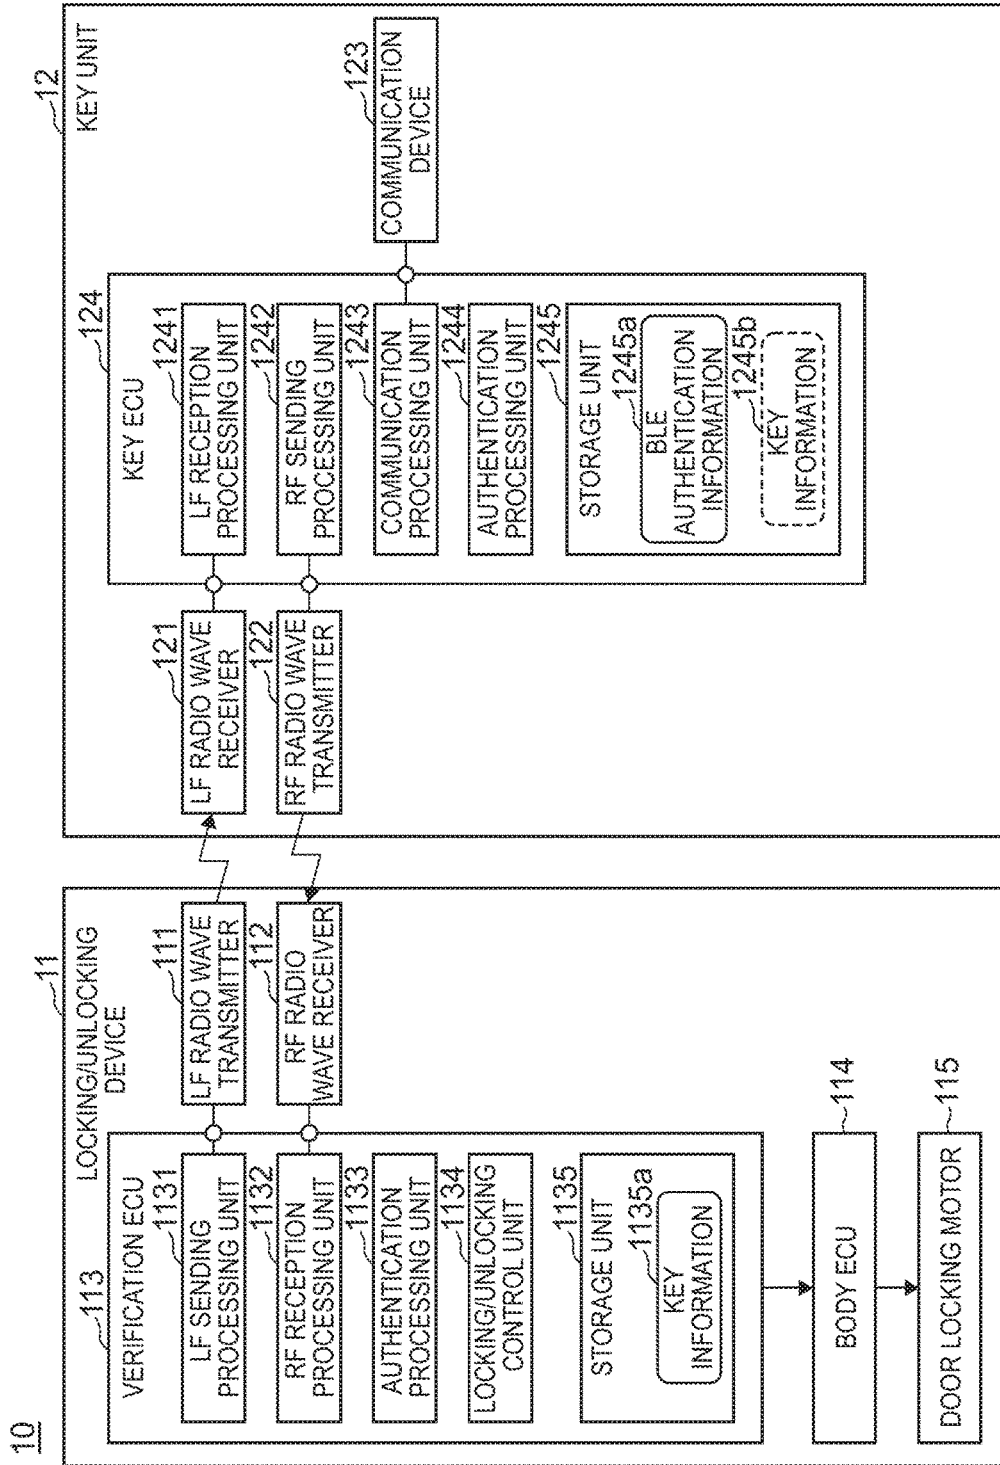 10
11
LOCKING/UNLOCKING
DEVICE
113
VERIFICATION ECU
1131
LF SENDING
PROCESSING UNIT
1132
RF RECEPTION
PROCESSING UNIT
1133
AUTHENTICATION
PROCESSING UNIT
1134
LOCKING/UNLOCKING
CONTROL UNIT
1135
STORAGE UNIT
1135a
KEY
INFORMATION
111
LF RADIO WAVE
TRANSMITTER
112
RF RADIO
WAVE RECEIVER
114
BODY ECU
115
DOOR LOCKING MOTOR
12
KEY UNIT
121
LF RADIO WAVE
RECEIVER
122
RF RADIO WAVE
TRANSMITTER
124
KEY ECU
1241
LF RECEPTION
PROCESSING UNIT
1242
RF SENDING
PROCESSING UNIT
1243
COMMUNICATION
PROCESSING UNIT
1244
AUTHENTICATION
PROCESSING UNIT
1245
STORAGE UNIT
1245a
BLE
AUTHENTICATION
INFORMATION
1245b
KEY
INFORMATION
123
COMMUNICATION
DEVICE